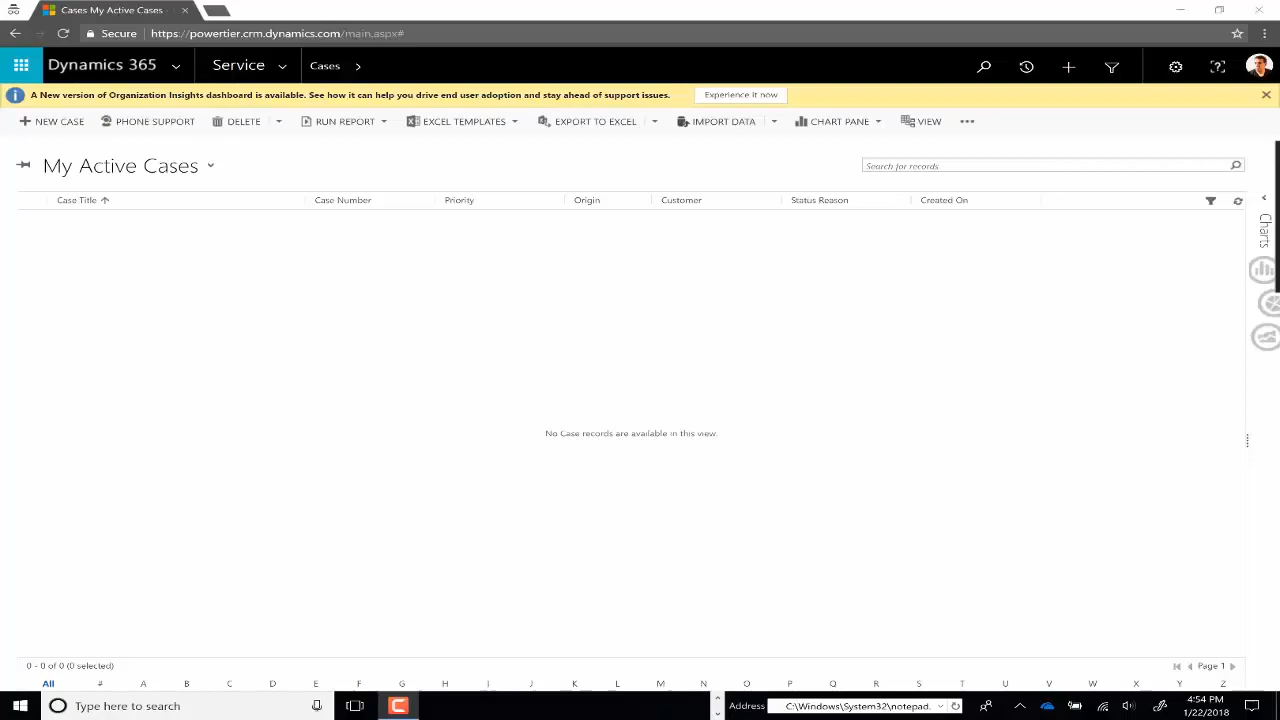 Cases My Active Cases
Secure https://powertier.crm.dynamics.com/main.aspx#
Dynamics 365 Service Cases
A New version of Organization Insights dashboard is available. See how it can help you drive end user adoption and stay ahead of support issues. Experience it now
NEW CASE PHONE SUPPORT DELETE RUN REPORT EXCEL TEMPLATES EXPORT TO EXCEL IMPORT DATA CHART PANE VIEW
My Active Cases Search for records
Case Title Case Number Priority Origin Customer Status Reason Created On
Charts
No Case records are available in this view.
0 - 0 of 0 (0 selected) Page 1
All # A B C D E F G H I J K L M N O P Q R S T U V W X Y Z
Type here to search Address C:\Windows\System32\notepad. 4:54 PM
1/22/2018